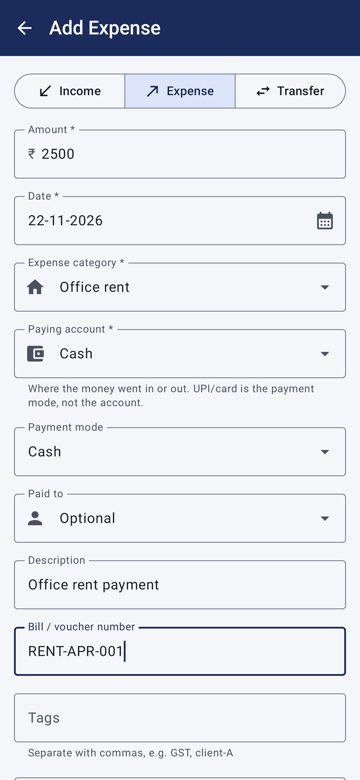 Add Expense
Income
Expense
Transfer
Amount *
₹ 2500
Date *
22-11-2026
Expense category *
Office rent
Paying account *
Cash
Where the money went in or out. UPI/card is the payment
mode, not the account.
Payment mode
Cash
Paid to
Optional
Description
Office rent payment
Bill / voucher number
RENT-APR-001
Tags
Separate with commas, e.g. GST, client-A